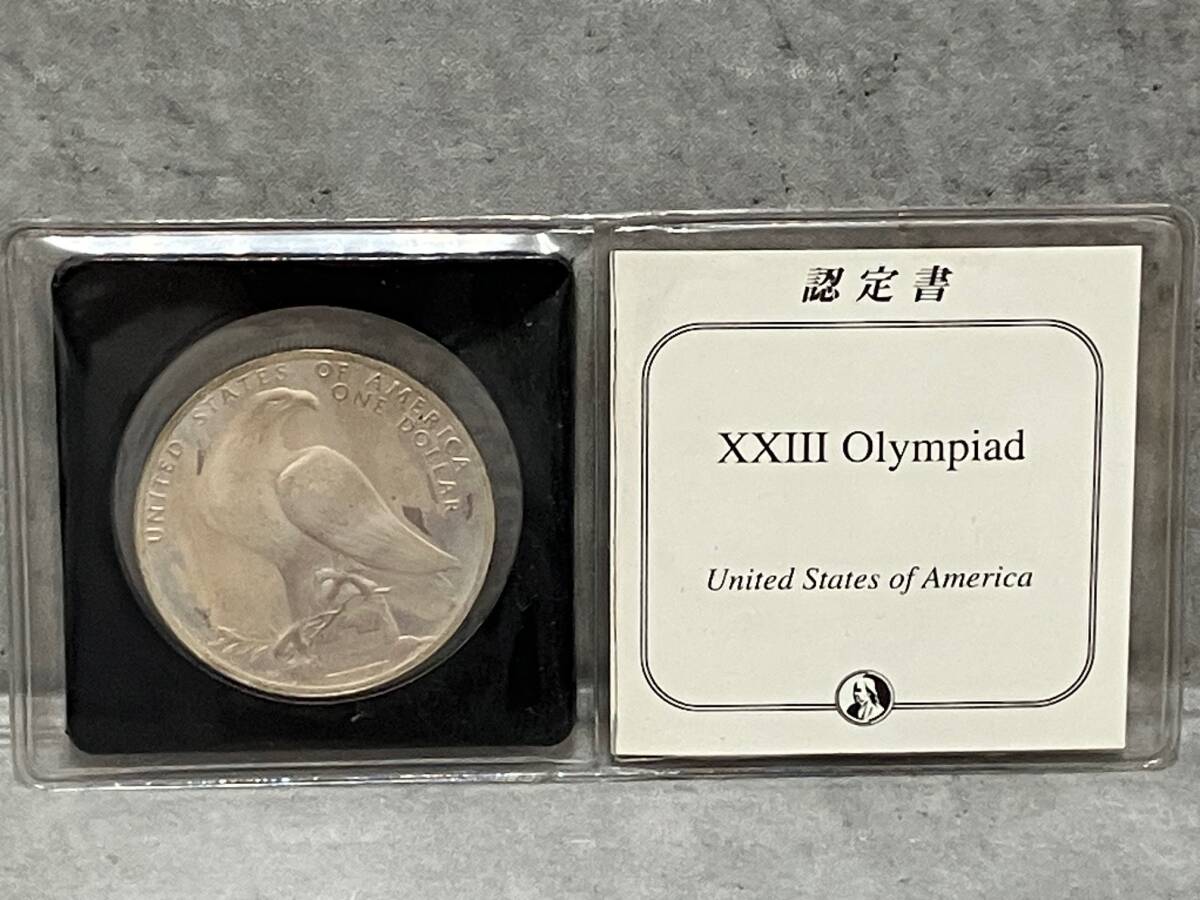 UNITED STATES OF AMERICA
ONE DOLLAR
認定書
XXIII Olympiad
United States of America